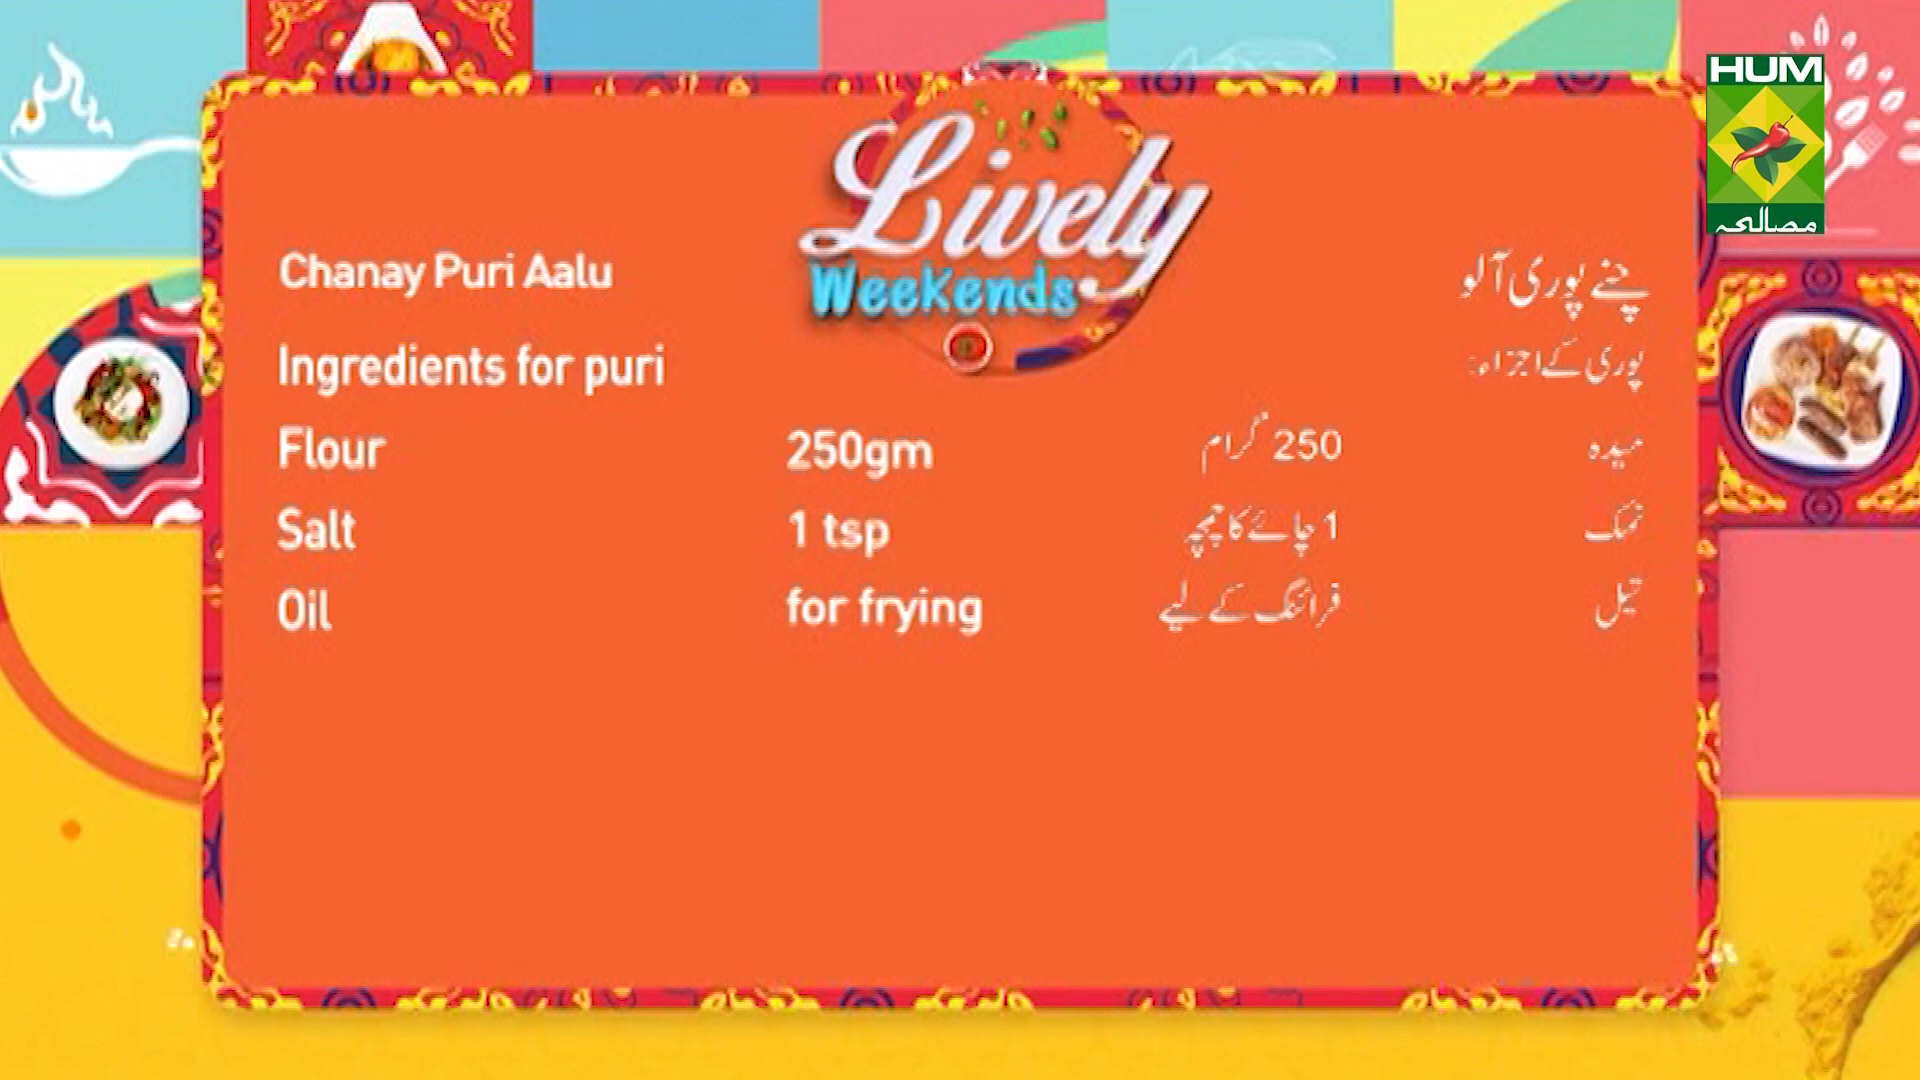 HUM
مصالحہ
Lively
Weekends
Chanay Puri Aalu چنے پوری آلو
Ingredients for puri پوری کے اجزاء:
Flour 250gm 250 گرام میدہ
Salt 1 tsp 1 چائے کا چمچہ نمک
Oil for frying فرائنگ کے لیے تیل